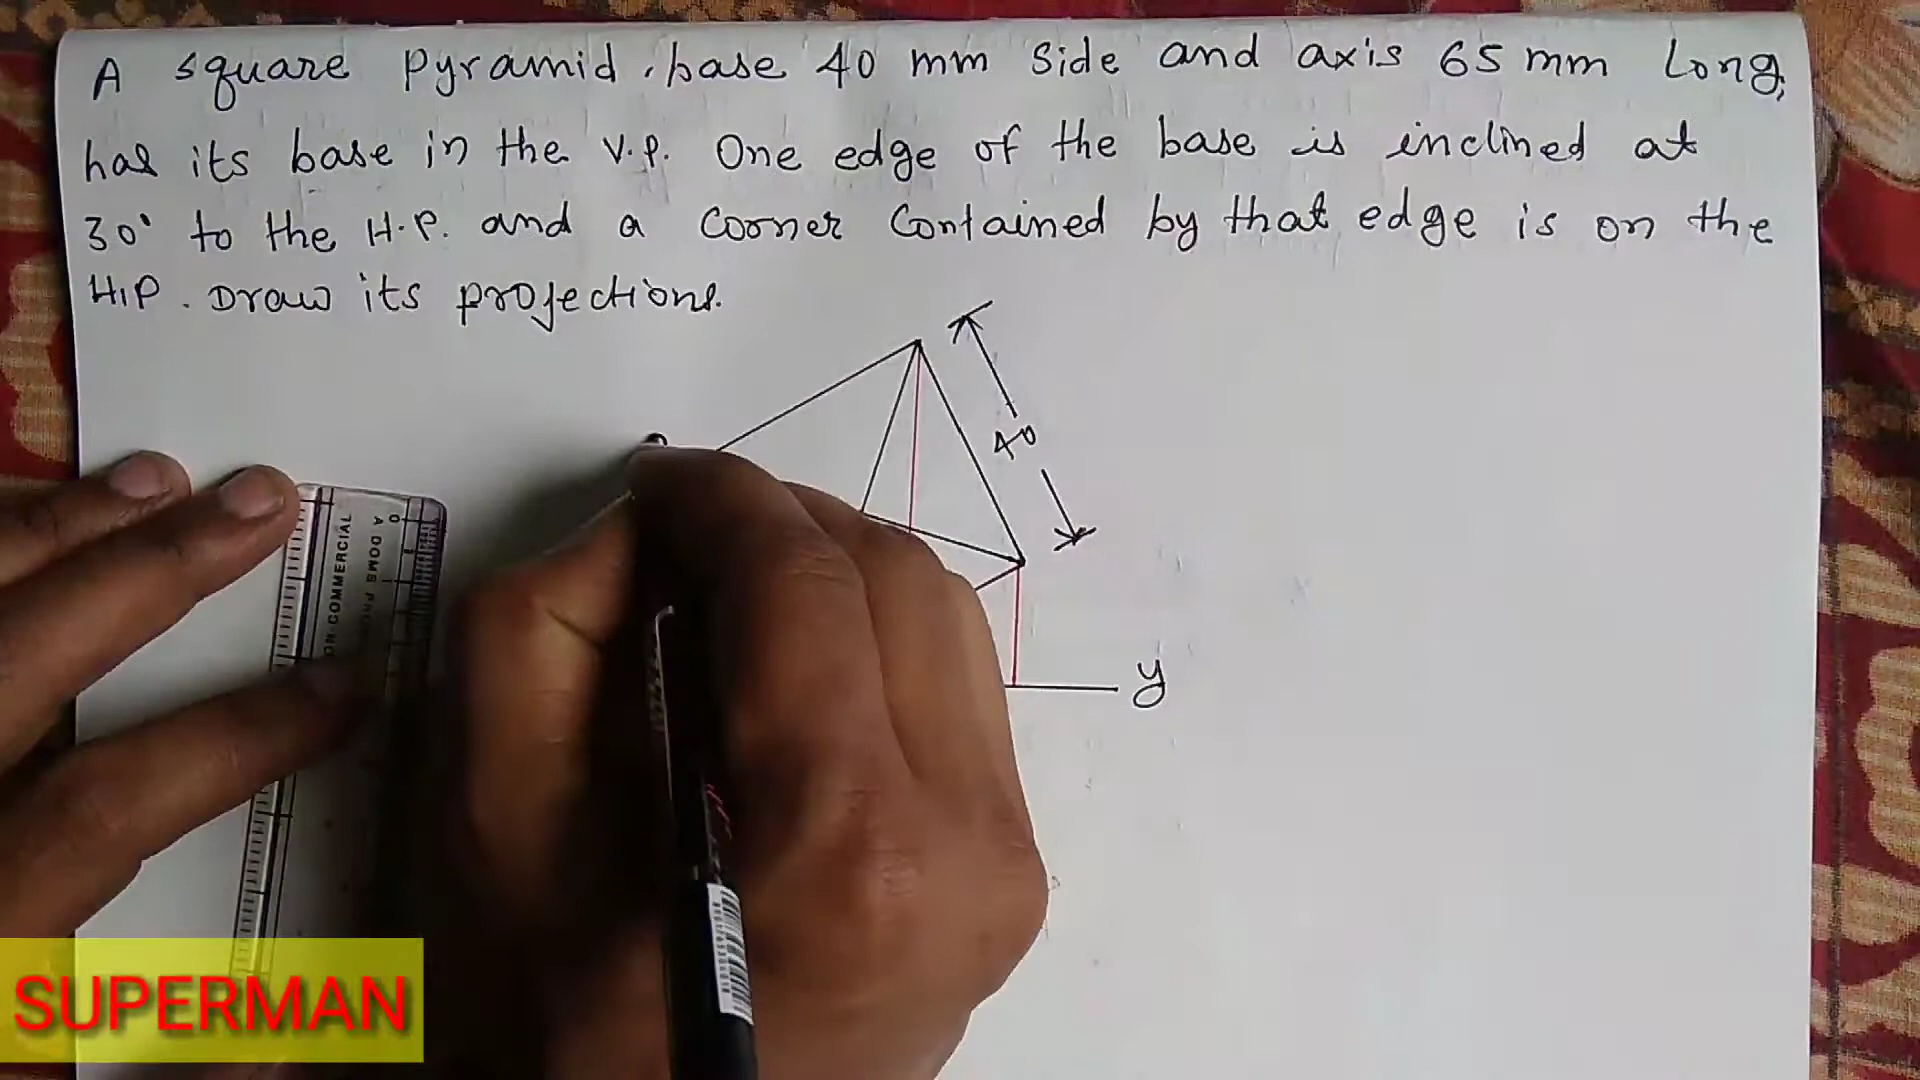 A square pyramid, base 40 mm side and axis 65 mm long,
has its base in the V.P. One edge of the base is inclined at
30° to the H.P. and a corner contained by that edge is on the
H.P. Draw its projections.
40
y
NON-COMMERCIAL
A DOMS
0
1
SUPERMAN